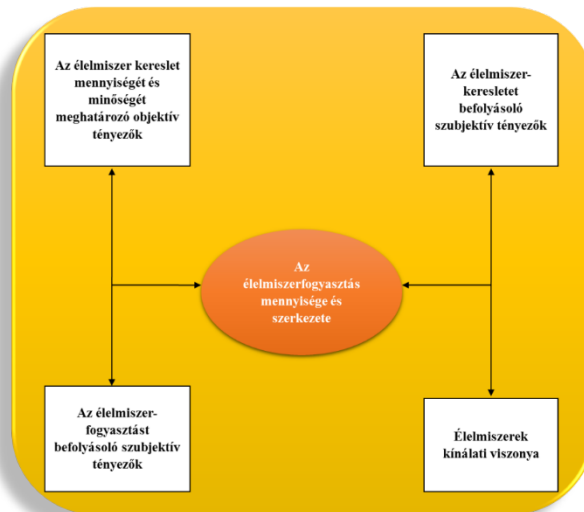 Az élelmiszer kereslet
mennyiségét és
minőségét
meghatározó objektív
tényezők
Az élelmiszer-
keresletet
befolyásoló
szubjektív tényezők
Az
élelmiszerfogyasztás
mennyisége és
szerkezete
Az élelmiszer-
fogyasztást
befolyásoló szubjektív
tényezők
Élelmiszerek
kínálati viszonya